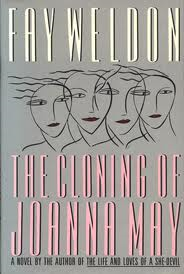 FAY WELDON
THE CLONING OF
JOANNA MAY
A NOVEL BY THE AUTHOR OF THE LIFE AND LOVES OF A SHE-DEVIL